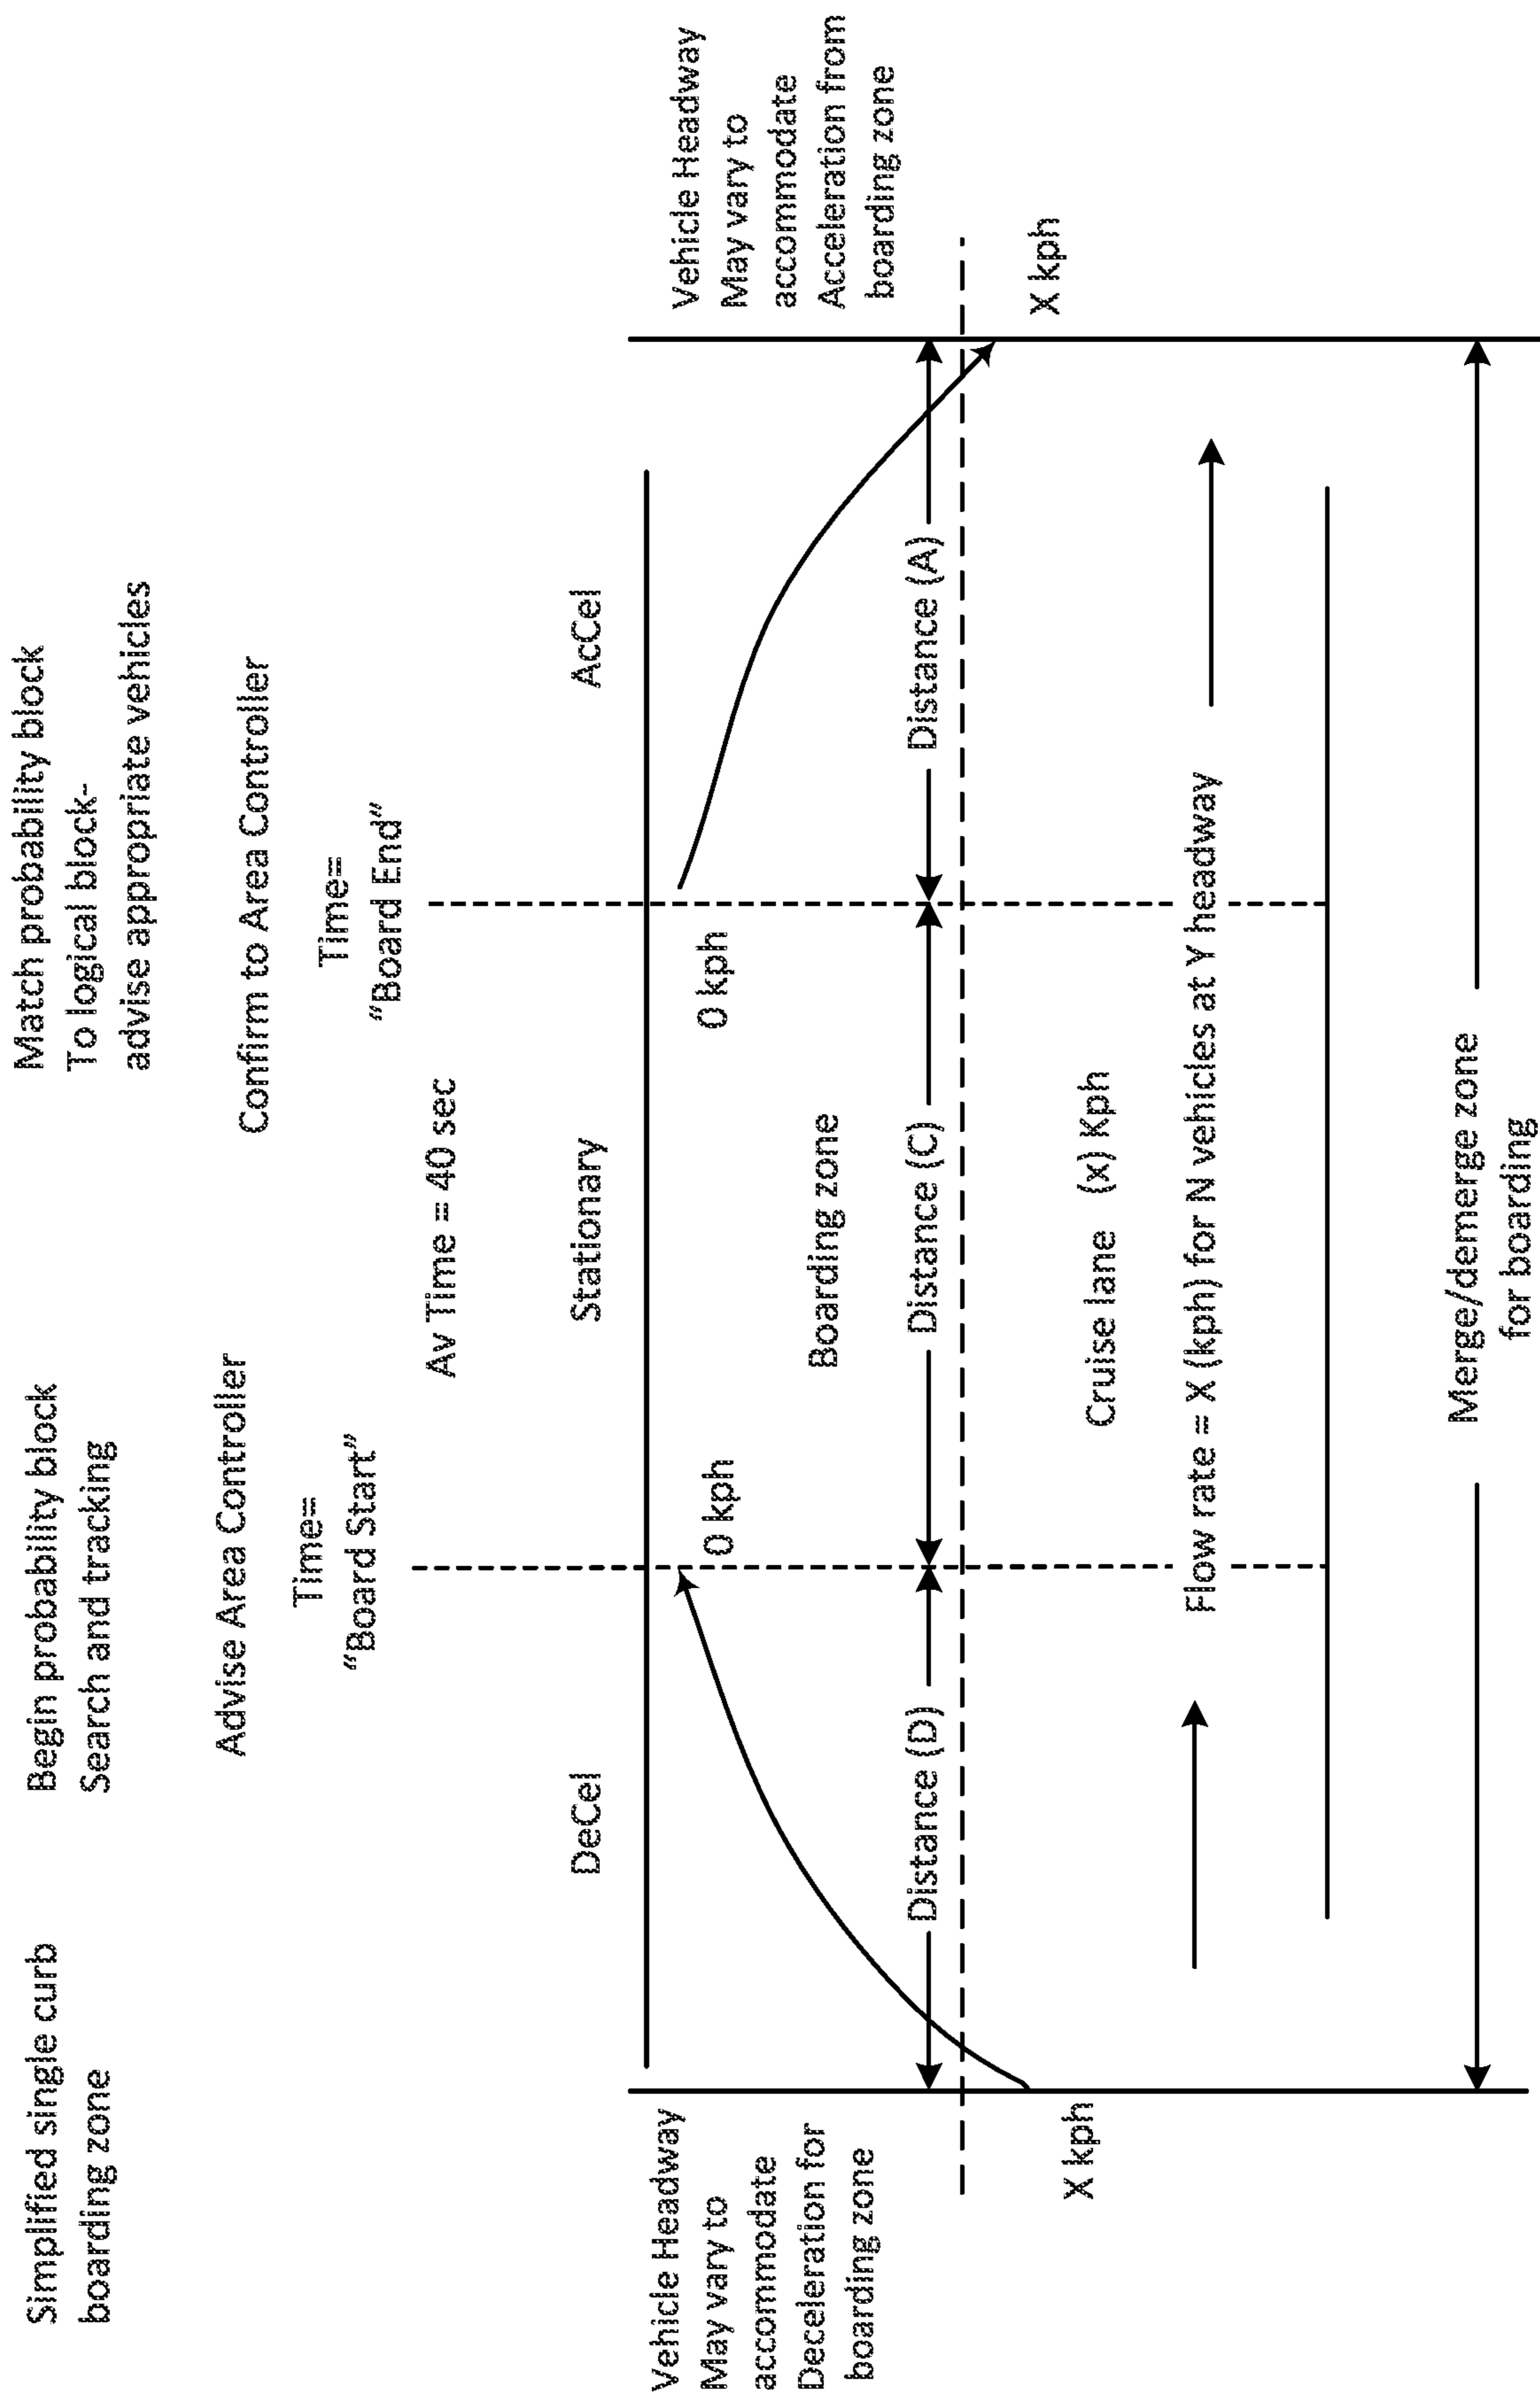 Simplified single curb
boarding zone
Begin probability block
Search and tracking
Match probability block
To logical block-
advise appropriate vehicles
Advise Area Controller
Confirm to Area Controller
Time=
“Board Start”
Time=
“Board End”
Av Time = 40 sec
DeCel
Stationary
AcCel
Vehicle Headway
May vary to
accommodate
Deceleration for
boarding zone
0 kph
0 kph
Vehicle Headway
May vary to
accommodate
Acceleration from
boarding zone
Boarding zone
Distance (D)
Distance (C)
Distance (A)
X kph
X kph
Cruise lane (x) Kph
Flow rate = X (kph) for N vehicles at Y headway
Merge/demerge zone
for boarding